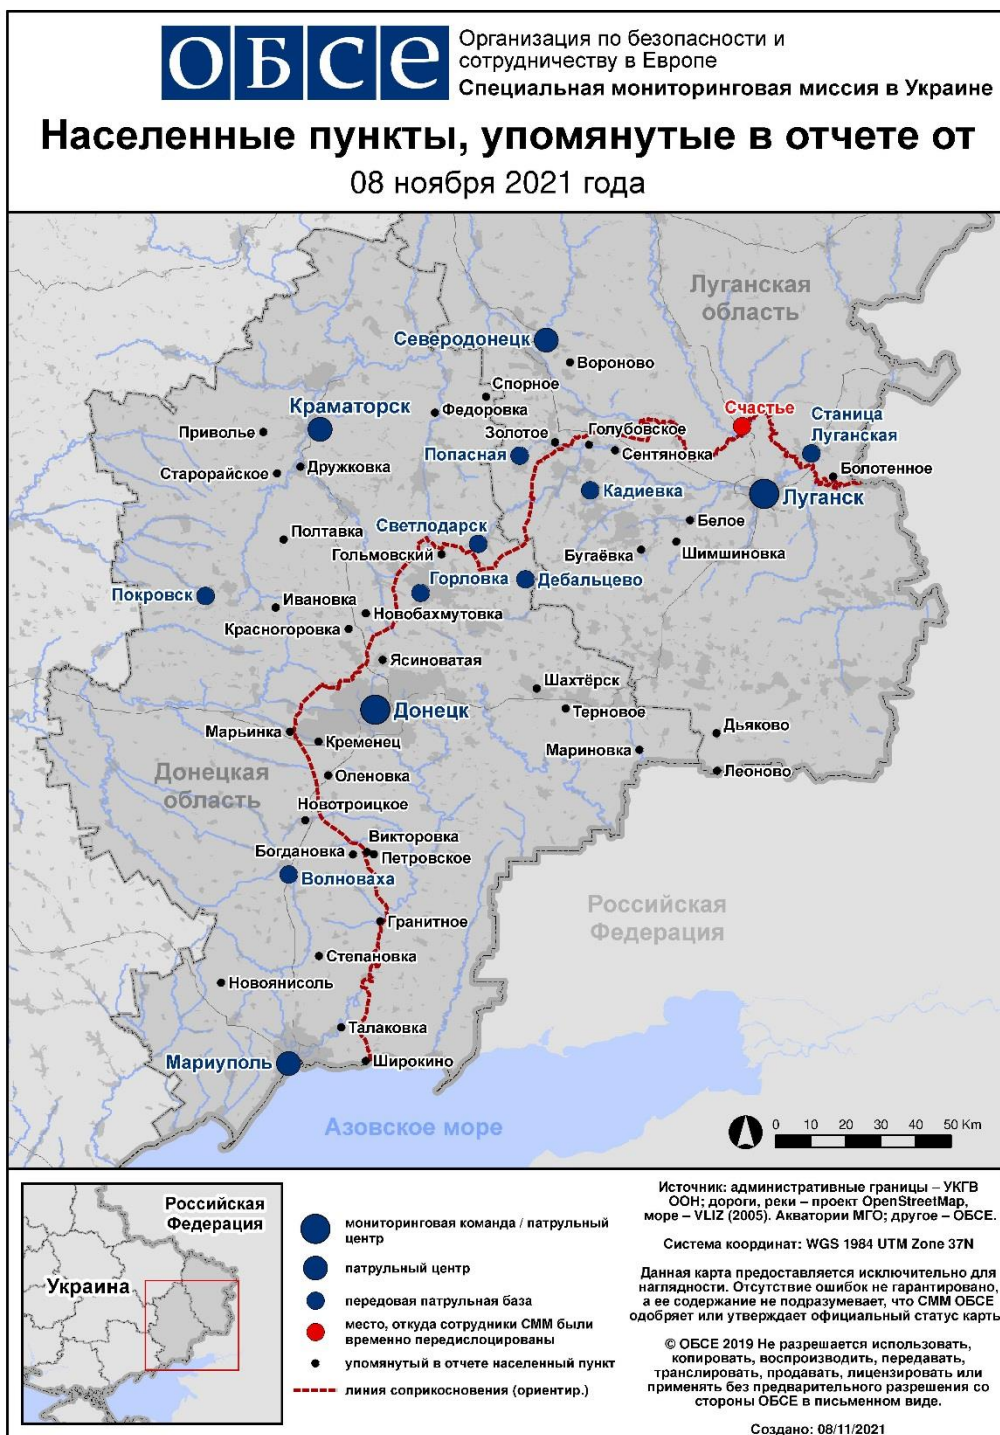 ОБСЕ
Организация по безопасности и
сотрудничеству в Европе
Специальная мониторинговая миссия в Украине
Населенные пункты, упомянутые в отчете от
08 ноября 2021 года
Луганская
область
Северодонецк
Вороново
Спорное
Краматорск
Федоровка
Счастье
Станица
Луганская
Приволье
Золотое
Голубовское
Попасная
Сентяновка
Болотенное
Старорайское
Дружковка
Кадиевка
Луганск
Светлодарск
Белое
Полтавка
Гольмовский
Бугаёвка
Шимшиновка
Горловка
Дебальцево
Покровск
Ивановка
Новобахмутовка
Красногоровка
Ясиноватая
Шахтёрск
Донецк
Терновое
Марьинка
Кременец
Мариновка
Дьяково
Донецкая
область
Оленовка
Леоново
Новотроицкое
Викторовка
Богдановка
Петровское
Волноваха
Российская
Федерация
Гранитное
Степановка
Новоянисоль
Талаковка
Мариуполь
Широкино
Азовское море
0 10 20 30 40 50 Km
Российская
Федерация
Украина
мониторинговая команда / патрульный
центр
патрульный центр
передовая патрульная база
место, откуда сотрудники СММ были
временно передислоцированы
упомянутый в отчете населенный пункт
линия соприкосновения (ориентир.)
Источник: административные границы – УКГВ
ООН; дороги, реки – проект OpenStreetMap,
море – VLIZ (2005). Акватории МГО; другое – ОБСЕ.
Система координат: WGS 1984 UTM Zone 37N
Данная карта предоставляется исключительно для
наглядности. Отсутствие ошибок не гарантировано,
а ее содержание не подразумевает, что СММ ОБСЕ
одобряет или утверждает официальный статус карты
© ОБСЕ 2019 Не разрешается использовать,
копировать, воспроизводить, передавать,
транслировать, продавать, лицензировать или
применять без предварительного разрешения со
стороны ОБСЕ в письменном виде.
Создано: 08/11/2021